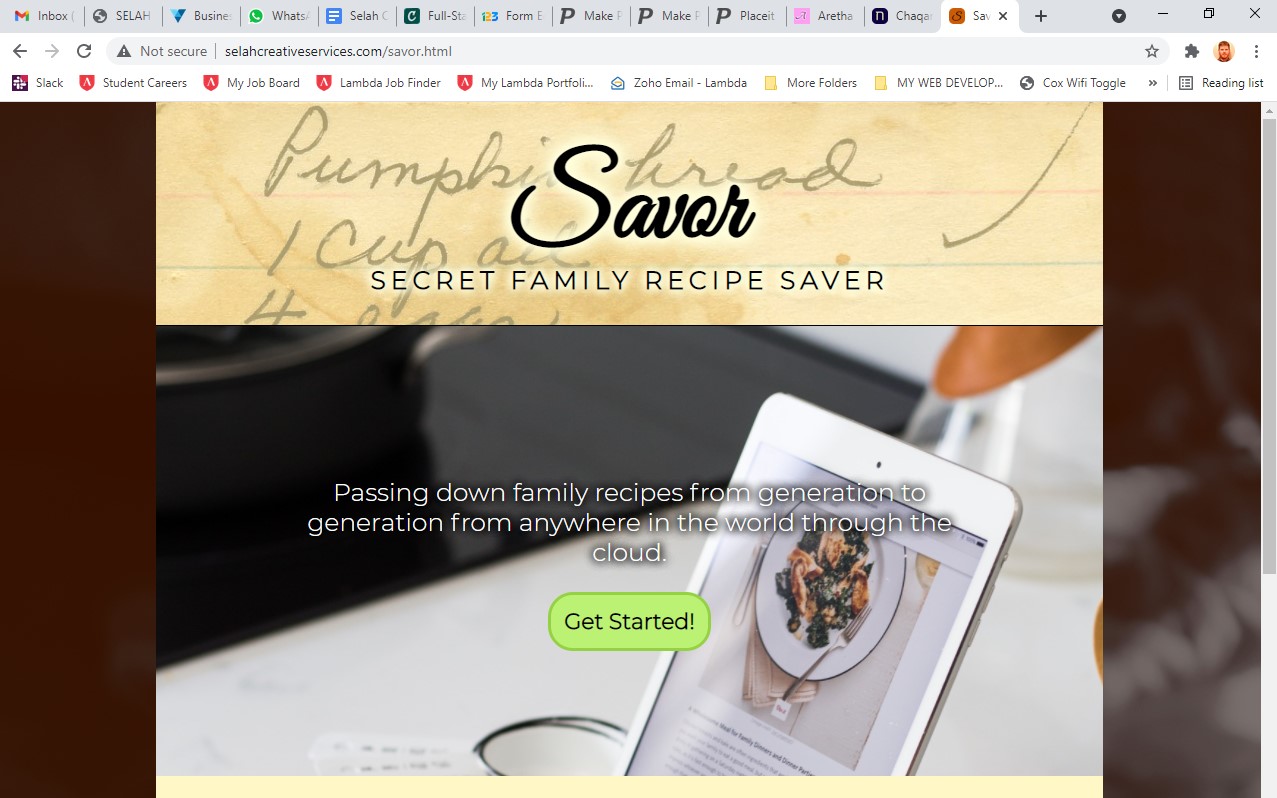 Inbox (
SELAH
Busines
WhatsA
Selah C
Full-Sta
Form E
Make P
Make P
Placeit
Aretha
Chaqar
Sav
Not secure
selahcreativeservices.com/savor.html
Slack
Student Careers
My Job Board
Lambda Job Finder
My Lambda Portfoli...
Zoho Email - Lambda
More Folders
MY WEB DEVELOP...
Cox Wifi Toggle
»
Reading list
Pumpkin bread
1 Cup oil
4 eggs
Savor
SECRET FAMILY RECIPE SAVER
Passing down family recipes from generation to
generation from anywhere in the world through the
cloud.
Get Started!